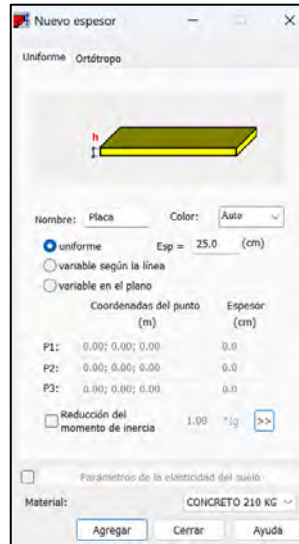 Nuevo espesor
Uniforme Ortótropo
h
Nombre: Placa Color: Auto
uniforme Esp = 25.0 (cm)
variable según la línea
variable en el plano
Coordenadas del punto Espesor
(m) (cm)
P1: 0.00; 0.00; 0.00 0.0
P2: 0.00; 0.00; 0.00 0.0
P3: 0.00; 0.00; 0.00 0.0
Reducción del
momento de inercia 1.00 *Ig >>
Parámetros de la elasticidad del suelo
Material: CONCRETO 210 KG
Agregar Cerrar Ayuda